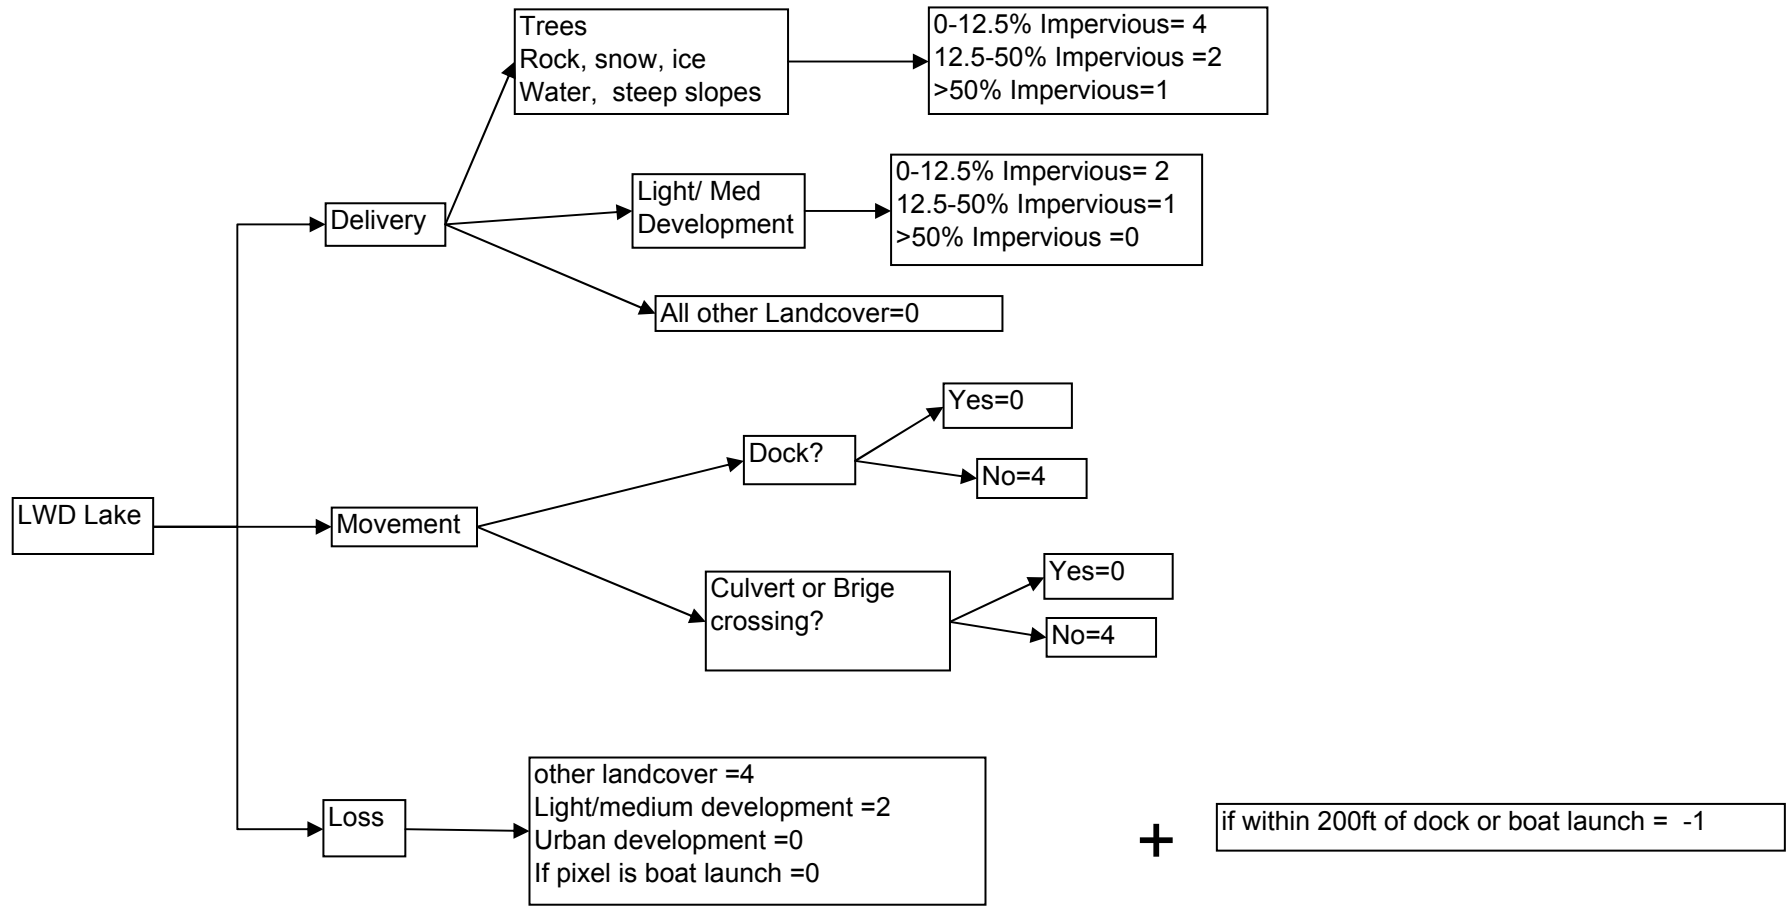 Trees
Rock, snow, ice
Water,  steep slopes
0-12.5% Impervious= 4
12.5-50% Impervious =2
>50% Impervious=1
Light/ Med
Development
0-12.5% Impervious= 2
12.5-50% Impervious=1
>50% Impervious =0
Delivery
All other Landcover=0
Yes=0
Dock?
No=4
LWD Lake
Movement
Culvert or Brige
crossing?
Yes=0
No=4
Loss
other landcover =4
Light/medium development =2
Urban development =0
If pixel is boat launch =0
+
if within 200ft of dock or boat launch =  -1